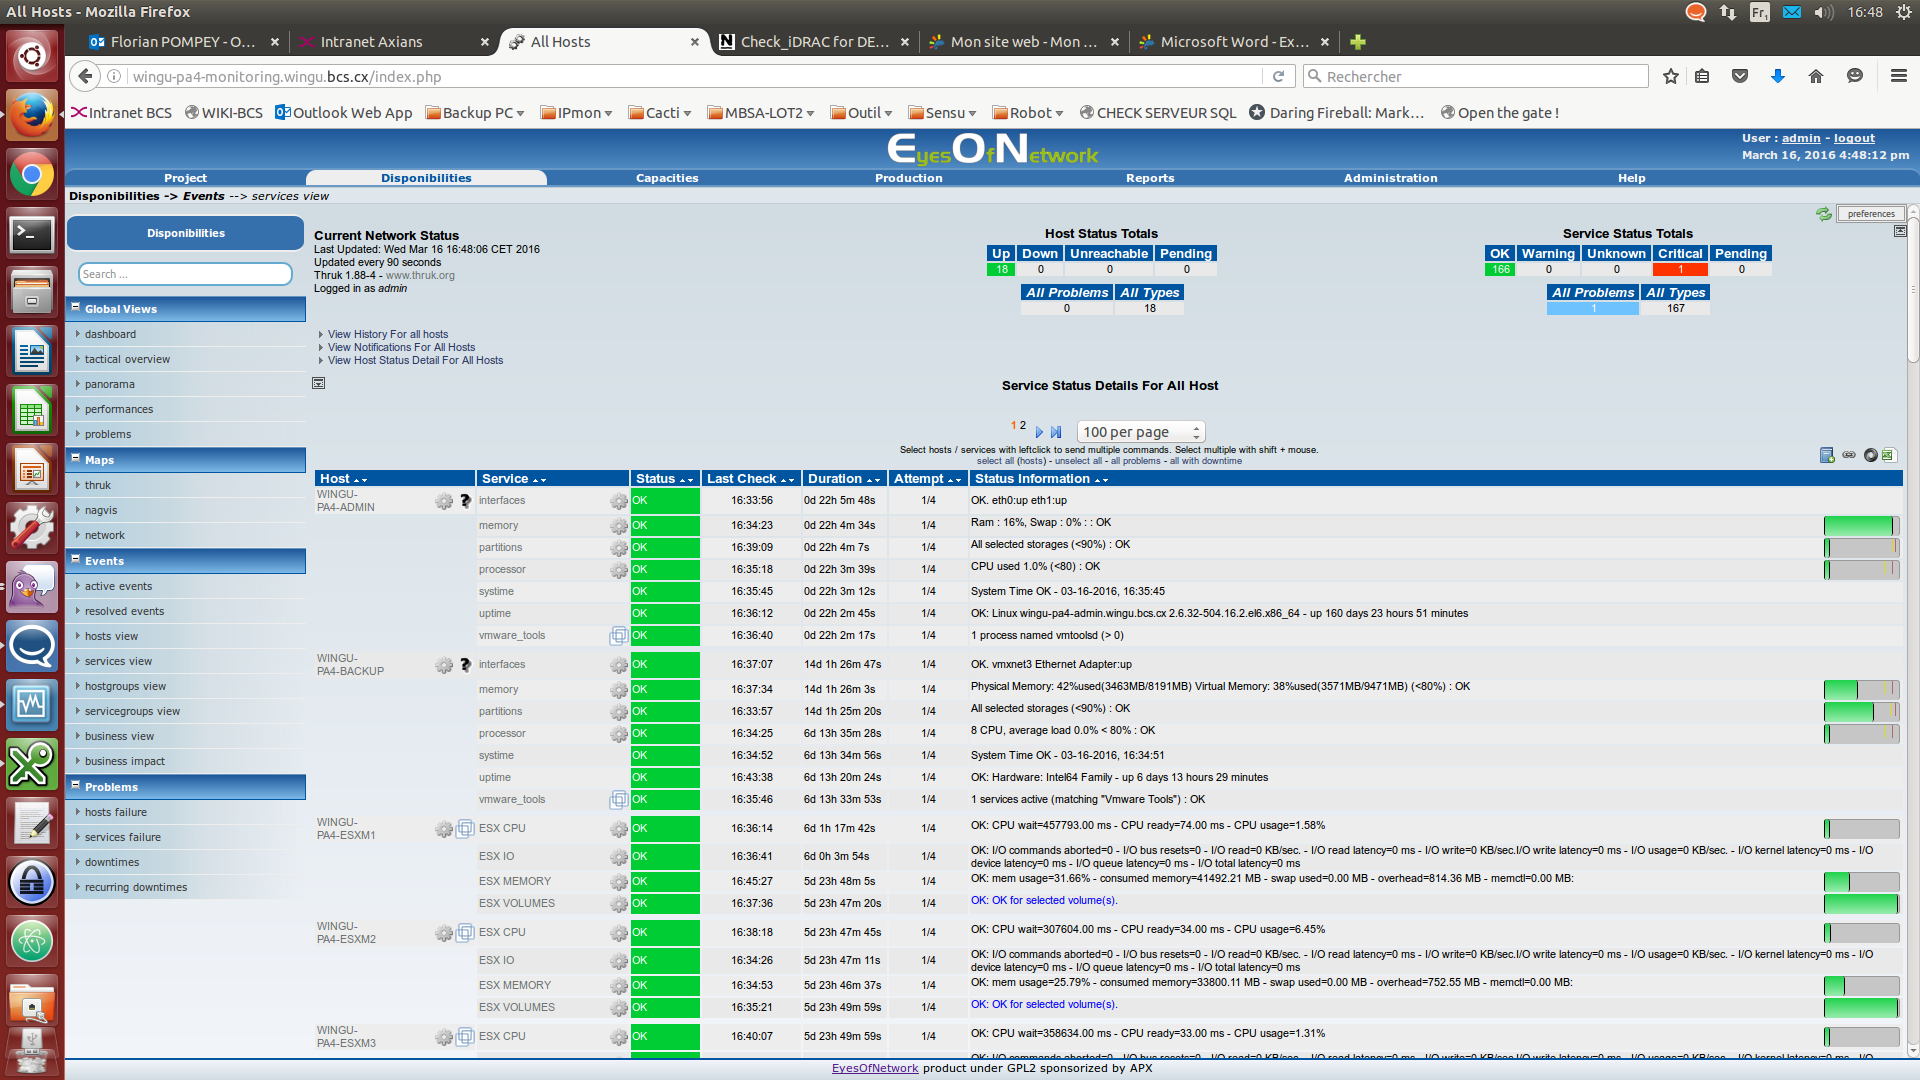 All Hosts - Mozilla Firefox
Fr1 16:48
Florian POMPEY - O... Intranet Axians All Hosts Check_iDRAC for DE... Mon site web - Mon ... Microsoft Word - Ex...
wingu-pa4-monitoring.wingu.bcs.cx/index.php Rechercher
Intranet BCS WIKI-BCS Outlook Web App Backup PC IPmon Cacti MBSA-LOT2 Outil Sensu Robot CHECK SERVEUR SQL Daring Fireball: Mark... Open the gate !
EyesOfNetwork
User : admin - logout
March 16, 2016 4:48:12 pm
Project Disponibilities Capacities Production Reports Administration Help
Disponibilities -> Events --> services view
Disponibilities
Search ...
Global Views
dashboard
tactical overview
panorama
performances
problems
Maps
thruk
nagvis
network
Events
active events
resolved events
hosts view
services view
hostgroups view
servicegroups view
business view
business impact
Problems
hosts failure
services failure
downtimes
recurring downtimes
preferences
Current Network Status
Last Updated: Wed Mar 16 16:48:06 CET 2016
Updated every 90 seconds
Thruk 1.88-4 - www.thruk.org
Logged in as admin
View History For all hosts
View Notifications For All Hosts
View Host Status Detail For All Hosts
Host Status Totals
Up Down Unreachable Pending
18 0 0 0
All Problems All Types
0 18
Service Status Totals
OK Warning Unknown Critical Pending
166 0 0 1 0
All Problems All Types
1 167
Service Status Details For All Host
1 2 100 per page
Select hosts / services with leftclick to send multiple commands. Select multiple with shift + mouse.
select all (hosts) - unselect all - all problems - all with downtime
Host Service Status Last Check Duration Attempt Status Information
WINGU-PA4-ADMIN interfaces OK 16:33:56 0d 22h 5m 48s 1/4 OK. eth0:up eth1:up
memory OK 16:34:23 0d 22h 4m 34s 1/4 Ram : 16%, Swap : 0% : : OK
partitions OK 16:39:09 0d 22h 4m 7s 1/4 All selected storages (<90%) : OK
processor OK 16:35:18 0d 22h 3m 39s 1/4 CPU used 1.0% (<80) : OK
systime OK 16:35:45 0d 22h 3m 12s 1/4 System Time OK - 03-16-2016, 16:35:45
uptime OK 16:36:12 0d 22h 2m 45s 1/4 OK: Linux wingu-pa4-admin.wingu.bcs.cx 2.6.32-504.16.2.el6.x86_64 - up 160 days 23 hours 51 minutes
vmware_tools OK 16:36:40 0d 22h 2m 17s 1/4 1 process named vmtoolsd (> 0)
WINGU-PA4-BACKUP interfaces OK 16:37:07 14d 1h 26m 47s 1/4 OK. vmxnet3 Ethernet Adapter:up
memory OK 16:37:34 14d 1h 26m 3s 1/4 Physical Memory: 42%used(3463MB/8191MB) Virtual Memory: 38%used(3571MB/9471MB) (<80%) : OK
partitions OK 16:33:57 14d 1h 25m 20s 1/4 All selected storages (<90%) : OK
processor OK 16:34:25 6d 13h 35m 28s 1/4 8 CPU, average load 0.0% < 80% : OK
systime OK 16:34:52 6d 13h 34m 56s 1/4 System Time OK - 03-16-2016, 16:34:51
uptime OK 16:43:38 6d 13h 20m 24s 1/4 OK: Hardware: Intel64 Family - up 6 days 13 hours 29 minutes
vmware_tools OK 16:35:46 6d 13h 33m 53s 1/4 1 services active (matching "Vmware Tools") : OK
WINGU-PA4-ESXM1 ESX CPU OK 16:36:14 6d 1h 17m 42s 1/4 OK: CPU wait=457793.00 ms - CPU ready=74.00 ms - CPU usage=1.58%
ESX IO OK 16:36:41 6d 0h 3m 54s 1/4 OK: I/O commands aborted=0 - I/O bus resets=0 - I/O read=0 KB/sec. - I/O read latency=0 ms - I/O write=0 KB/sec.I/O write latency=0 ms - I/O usage=0 KB/sec. - I/O kernel latency=0 ms - I/O
device latency=0 ms - I/O queue latency=0 ms - I/O total latency=0 ms
ESX MEMORY OK 16:45:27 5d 23h 48m 5s 1/4 OK: mem usage=31.66% - consumed memory=41492.21 MB - swap used=0.00 MB - overhead=814.36 MB - memctl=0.00 MB:
ESX VOLUMES OK 16:37:36 5d 23h 47m 20s 1/4 OK: OK for selected volume(s).
WINGU-PA4-ESXM2 ESX CPU OK 16:38:18 5d 23h 47m 45s 1/4 OK: CPU wait=307604.00 ms - CPU ready=34.00 ms - CPU usage=6.45%
ESX IO OK 16:34:26 5d 23h 47m 11s 1/4 OK: I/O commands aborted=0 - I/O bus resets=0 - I/O read=0 KB/sec. - I/O read latency=0 ms - I/O write=0 KB/sec.I/O write latency=0 ms - I/O usage=0 KB/sec. - I/O kernel latency=0 ms - I/O
device latency=0 ms - I/O queue latency=0 ms - I/O total latency=0 ms
ESX MEMORY OK 16:34:53 5d 23h 46m 37s 1/4 OK: mem usage=25.79% - consumed memory=33800.11 MB - swap used=0.00 MB - overhead=752.55 MB - memctl=0.00 MB:
ESX VOLUMES OK 16:35:21 5d 23h 49m 59s 1/4 OK: OK for selected volume(s).
WINGU-PA4-ESXM3 ESX CPU OK 16:40:07 5d 23h 49m 59s 1/4 OK: CPU wait=358634.00 ms - CPU ready=33.00 ms - CPU usage=1.31%
EyesOfNetwork product under GPL2 sponsorized by APX